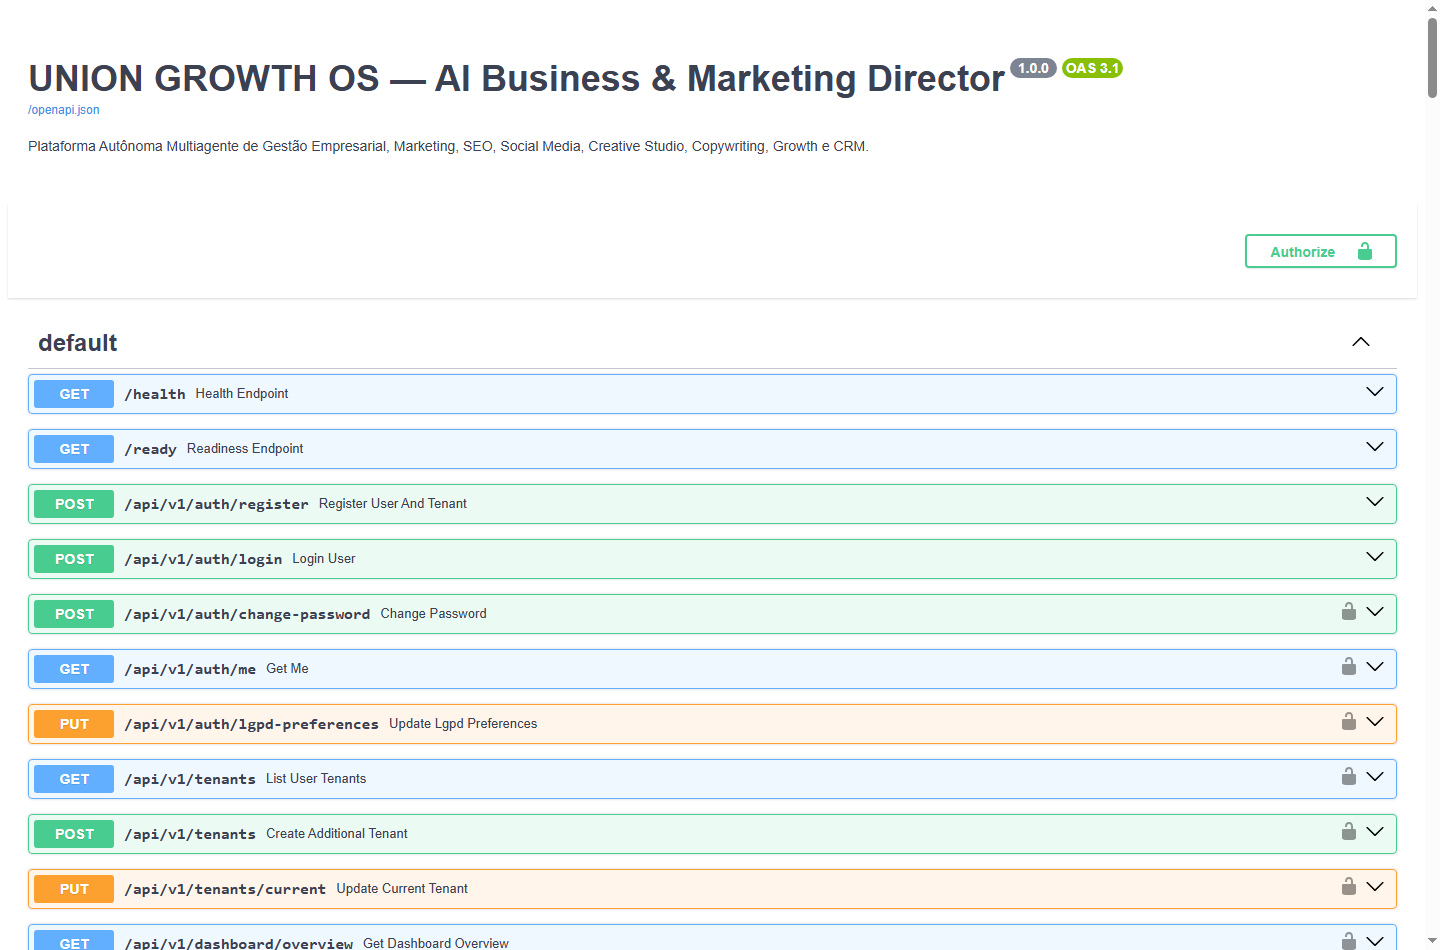 UNION GROWTH OS — AI Business & Marketing Director 1.0.0 OAS 3.1
/openapi.json
Plataforma Autônoma Multiagente de Gestão Empresarial, Marketing, SEO, Social Media, Creative Studio, Copywriting, Growth e CRM.
Authorize
default
GET /health Health Endpoint
GET /ready Readiness Endpoint
POST /api/v1/auth/register Register User And Tenant
POST /api/v1/auth/login Login User
POST /api/v1/auth/change-password Change Password
GET /api/v1/auth/me Get Me
PUT /api/v1/auth/lgpd-preferences Update Lgpd Preferences
GET /api/v1/tenants List User Tenants
POST /api/v1/tenants Create Additional Tenant
PUT /api/v1/tenants/current Update Current Tenant
GET /api/v1/dashboard/overview Get Dashboard Overview